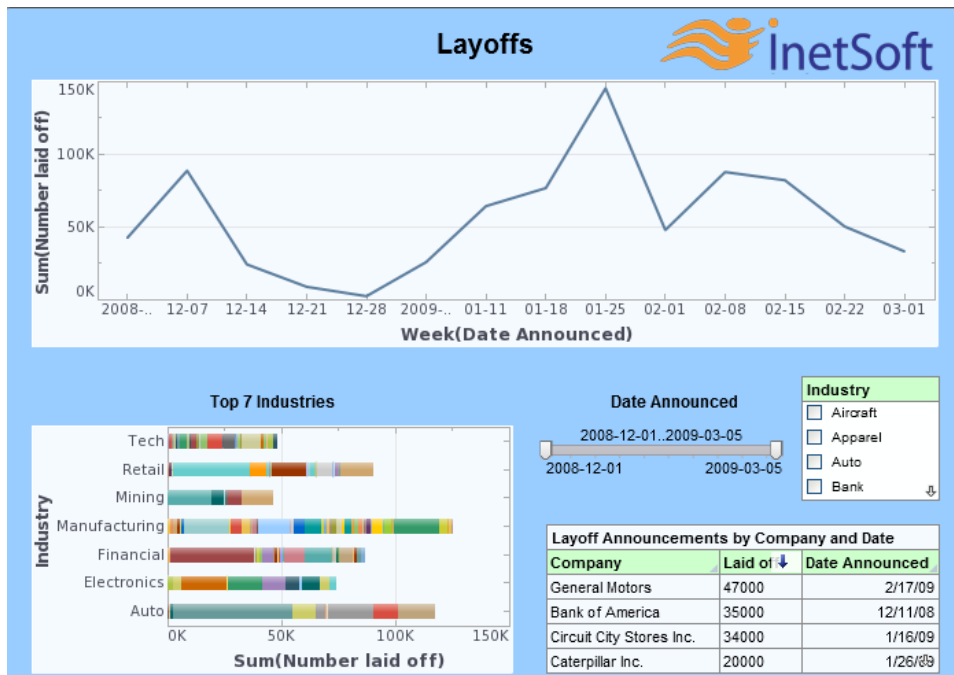 Layoffs
InetSoft
Sum(Number laid off)
150K
100K
50K
0K
2008-.. 12-07 12-14 12-21 12-28 2009-.. 01-11 01-18 01-25 02-01 02-08 02-15 02-22 03-01
Week(Date Announced)
Top 7 Industries
Industry
Tech
Retail
Mining
Manufacturing
Financial
Electronics
Auto
0K 50K 100K 150K
Sum(Number laid off)
Date Announced
2008-12-01..2009-03-05
2008-12-01 2009-03-05
Industry
Aircraft
Apparel
Auto
Bank
Layoff Announcements by Company and Date
Company Laid of Date Announced
General Motors 47000 2/17/09
Bank of America 35000 12/11/08
Circuit City Stores Inc. 34000 1/16/09
Caterpillar Inc. 20000 1/26/09